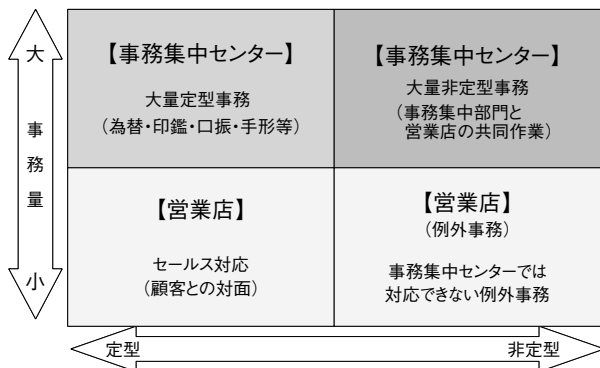 大
事
務
量
小
【事務集中センター】
大量定型事務
(為替・印鑑・口振・手形等)
【事務集中センター】
大量非定型事務
(事務集中部門と
営業店の共同作業)
【営業店】
セールス対応
(顧客との対面)
【営業店】
(例外事務)
事務集中センターでは
対応できない例外事務
定型
非定型